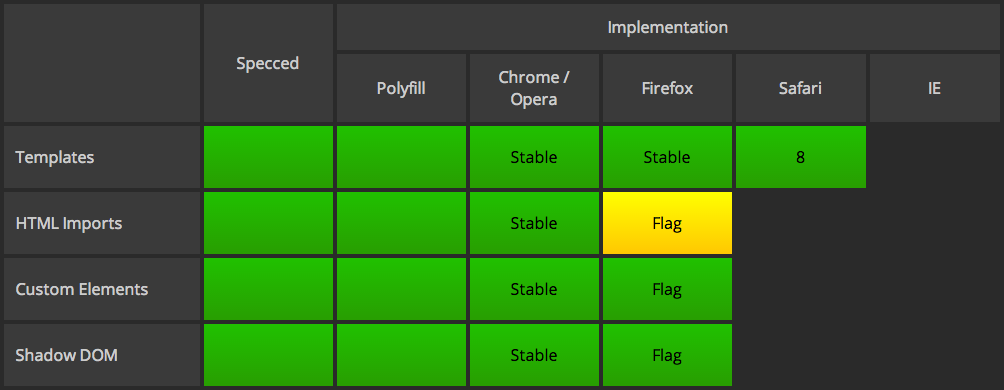 Implementation
Specced
Polyfill
Chrome /
Opera
Firefox
Safari
IE
Templates
Stable
Stable
8
HTML Imports
Stable
Flag
Custom Elements
Stable
Flag
Shadow DOM
Stable
Flag